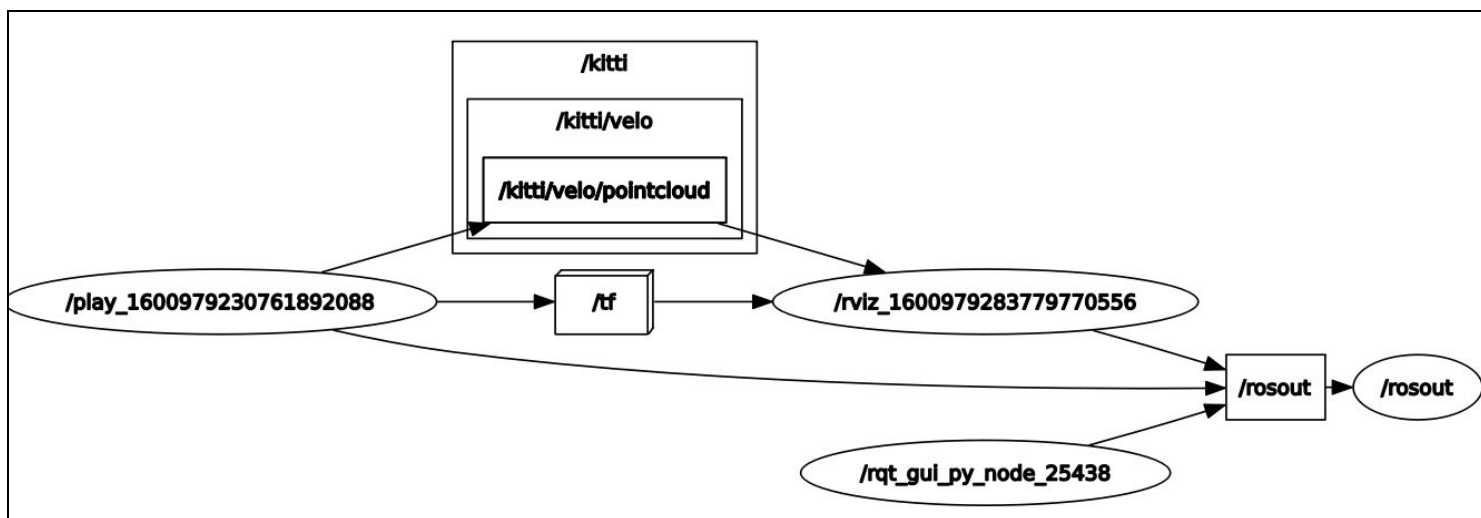 /kitti
/kitti/velo
/kitti/velo/pointcloud
/play_1600979230761892088
/tf
/rviz_1600979283779770556
/rosout
/rosout
/rqt_gui_py_node_25438